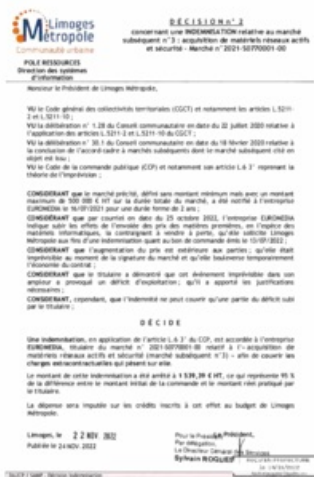 Limoges
Métropole
Communauté urbaine
POLE RESSOURCES
Direction des systèmes
d'information
DÉCISION n° 2
concernant une INDEMNISATION relative au marché
subséquent n°3 : acquisition de matériels réseaux actifs
et sécurité - Marché n°2021-S0770001-00
Monsieur le Président de Limoges Métropole,
VU le Code général des collectivités territoriales (CGCT) et notamment les articles L.5211-
2 et L.5211-10 ;
VU la délibération n° 1.28 du Conseil communautaire en date du 22 juillet 2020 relative à
l'application des articles L.5211-2 et L.5211-10 du CGCT ;
VU la délibération n° 30.1 du Conseil communautaire en date du 18 février 2020 relative à
la conclusion de l'accord-cadre à marchés subséquents dont le marché subséquent cité en
objet est issu ;
VU le Code de la commande publique (CCP) et notamment son article L.6 3° reprenant la
théorie de l'imprévision ;
CONSIDERANT que le marché précité, défini sans montant minimum mais avec un montant
maximum de 500 000 € HT sur la durée totale du marché, a été notifié à l'entreprise
EUROMEDIA le 16/07/2021 pour une durée ferme de 2 ans ;
CONSIDERANT que par courriel en date du 25 octobre 2022, l'entreprise EUROMEDIA
indique subir les effets de l'envolée des prix des matières premières, en l'espèce des
matériels informatiques, la contraignant à vendre à perte, qu'elle sollicite Limoges
Métropole aux fins d'une indemnisation quant au bon de commande émis le 13/07/2022 ;
CONSIDERANT que l'augmentation du prix est extérieure aux parties ; qu'elle était
imprévisible au moment de la signature du marché et qu'elle bouleverse temporairement
l'économie du contrat ;
CONSIDERANT que le titulaire a démontré que cet événement imprévisible dans son
ampleur a provoqué un déficit d'exploitation ; qu'il a apporté les justifications
nécessaires ;
CONSIDERANT, cependant, que l'indemnité ne peut couvrir qu'une partie du déficit subi
par le titulaire ;
DÉCIDE
Une indemnisation, en application de l'article L.6 3° du CCP, est accordée à l'entreprise
EUROMEDIA, titulaire du marché n° 2021-S0770001-00 relatif à l'« acquisition de
matériels réseaux actifs et sécurité (marché subséquent n°3) » afin de couvrir les
charges extracontractuelles qui pèsent sur elle.
Le montant de cette indemnisation a été arrêté à 1 539,39 € HT, ce qui représente 95 %
de la différence entre le montant initial de la commande et le montant réel pratiqué par
le titulaire.
La dépense sera imputée sur les crédits inscrits à cet effet au budget de Limoges
Métropole.
Limoges, le 22 NOV. 2022
Publiée le 24 NOV. 2022
Pour le Président,
Par délégation,
Le Directeur Général des Services
Sylvain ROQUES